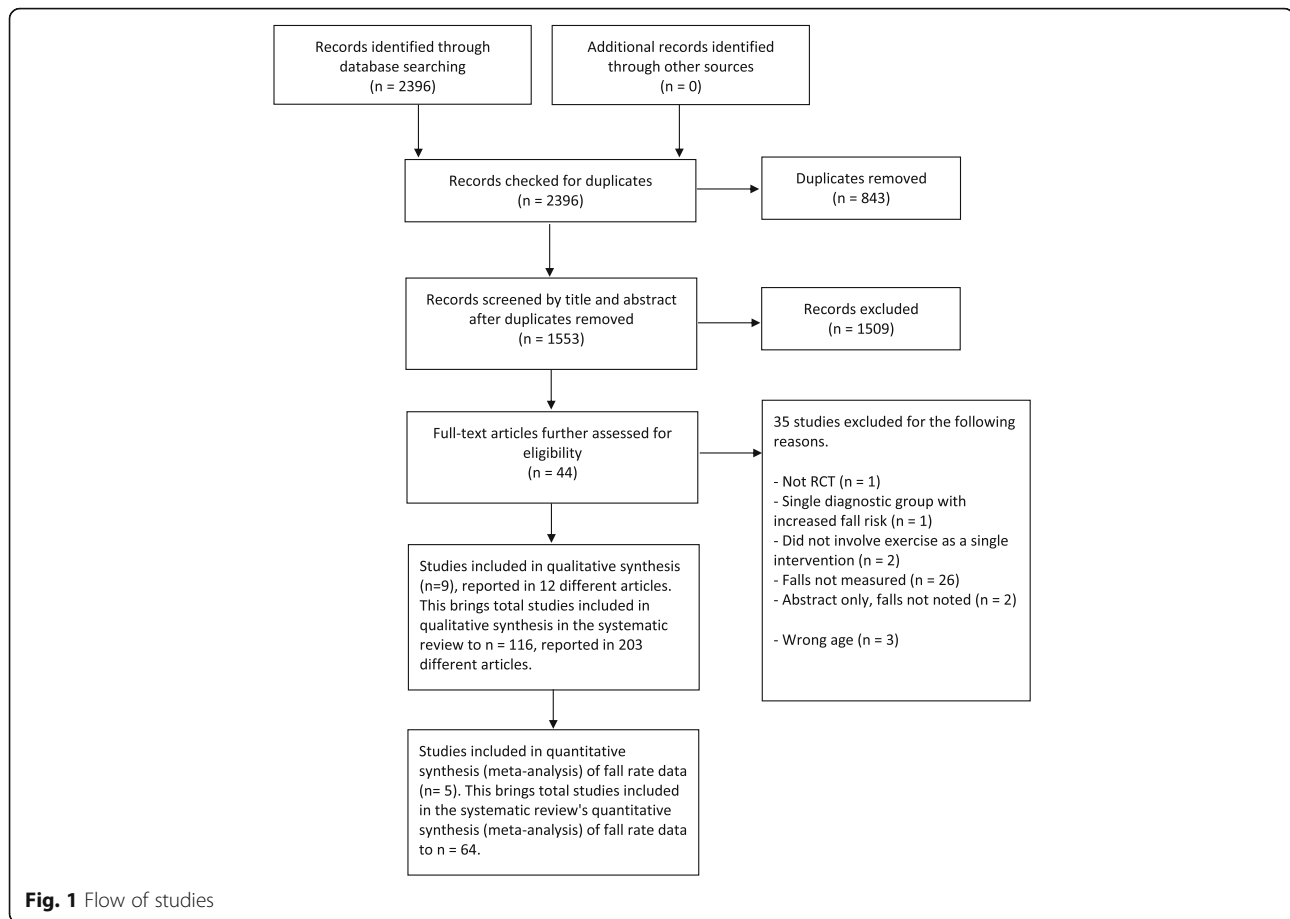 Records identified through
database searching
(n = 2396)
Additional records identified
through other sources
(n = 0)
Records checked for duplicates
(n = 2396)
Duplicates removed
(n = 843)
Records screened by title and abstract
after duplicates removed
(n = 1553)
Records excluded
(n = 1509)
Full-text articles further assessed for
eligibility
(n = 44)
35 studies excluded for the following
reasons.
- Not RCT (n = 1)
- Single diagnostic group with
increased fall risk (n = 1)
- Did not involve exercise as a single
intervention (n = 2)
- Falls not measured (n = 26)
- Abstract only, falls not noted (n = 2)
- Wrong age (n = 3)
Studies included in qualitative synthesis
(n=9), reported in 12 different articles.
This brings total studies included in
qualitative synthesis in the systematic
review to n = 116, reported in 203
different articles.
Studies included in quantitative
synthesis (meta-analysis) of fall rate data
(n= 5). This brings total studies included
in the systematic review's quantitative
synthesis (meta-analysis) of fall rate data
to n = 64.
Fig. 1 Flow of studies